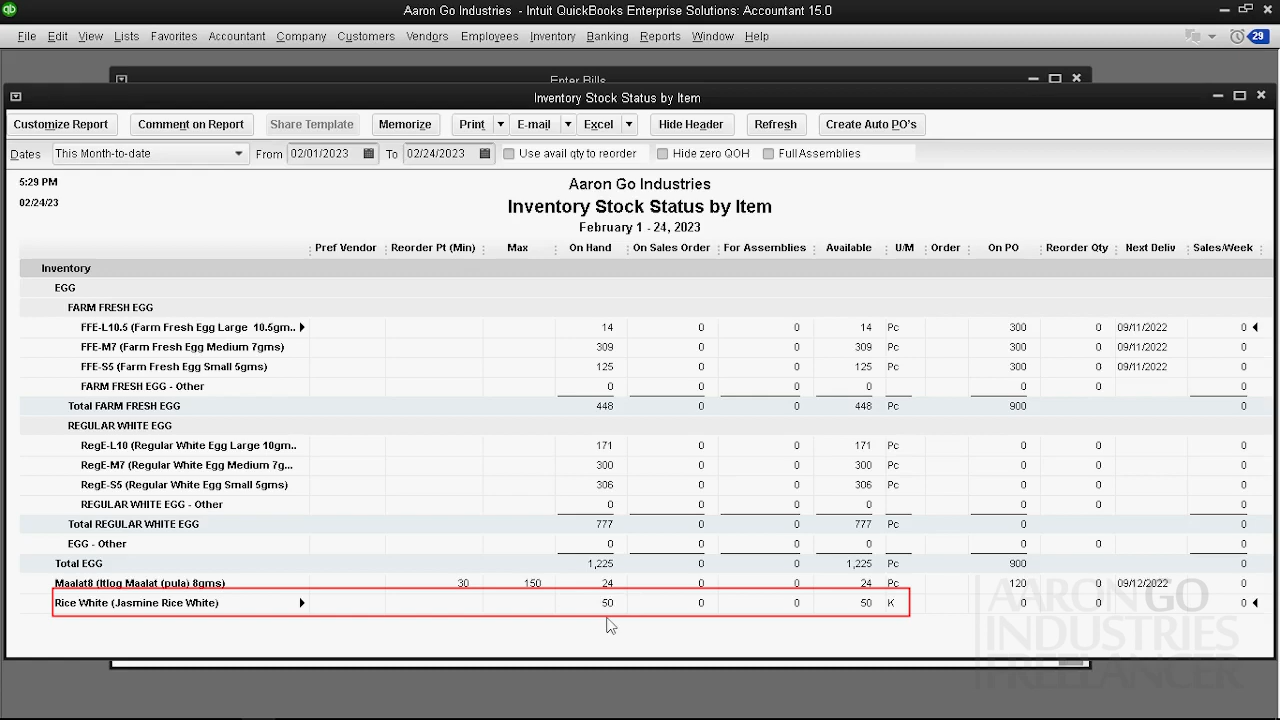 qb Aaron Go Industries - Intuit QuickBooks Enterprise Solutions: Accountant 15.0
File Edit View Lists Favorites Accountant Company Customers Vendors Employees Inventory Banking Reports Window Help 29
Enter Bills
Inventory Stock Status by Item
Customize Report Comment on Report Share Template Memorize Print E-mail Excel Hide Header Refresh Create Auto PO's
Dates This Month-to-date From 02/01/2023 To 02/24/2023 Use avail qty to reorder Hide zero QOH Full Assemblies
5:29 PM Aaron Go Industries
02/24/23 Inventory Stock Status by Item
February 1 - 24, 2023
Pref Vendor Reorder Pt (Min) Max On Hand On Sales Order For Assemblies Available U/M Order On PO Reorder Qty Next Deliv Sales/Week
Inventory
EGG
FARM FRESH EGG
FFE-L10.5 (Farm Fresh Egg Large 10.5gm.. 14 0 0 14 Pc 300 0 09/11/2022 0
FFE-M7 (Farm Fresh Egg Medium 7gms) 309 0 0 309 Pc 300 0 09/11/2022 0
FFE-S5 (Farm Fresh Egg Small 5gms) 125 0 0 125 Pc 300 0 09/11/2022 0
FARM FRESH EGG - Other 0 0 0 0 0 0 0
Total FARM FRESH EGG 448 0 0 448 Pc 900 0
REGULAR WHITE EGG
RegE-L10 (Regular White Egg Large 10gm.. 171 0 0 171 Pc 0 0 0
RegE-M7 (Regular White Egg Medium 7g... 300 0 0 300 Pc 0 0 0
RegE-S5 (Regular White Egg Small 5gms) 306 0 0 306 Pc 0 0 0
REGULAR WHITE EGG - Other 0 0 0 0 0 0 0
Total REGULAR WHITE EGG 777 0 0 777 Pc 0 0
EGG - Other 0 0 0 0 0 0 0
Total EGG 1,225 0 0 1,225 Pc 900 0
Maalat8 (Itlog Maalat (pula) 8gms) 30 150 24 0 0 24 Pc 120 0 09/12/2022 0
Rice White (Jasmine Rice White) 50 0 0 50 K 0 0 0
AARON GO
INDUSTRIES
FREELANCER